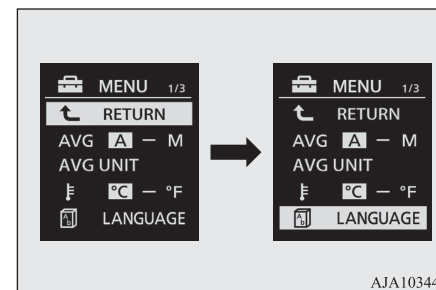 MENU 1/3
RETURN
AVG A — M
AVG UNIT
°C — °F
LANGUAGE
MENU 1/3
RETURN
AVG A — M
AVG UNIT
°C — °F
LANGUAGE
AJA10344